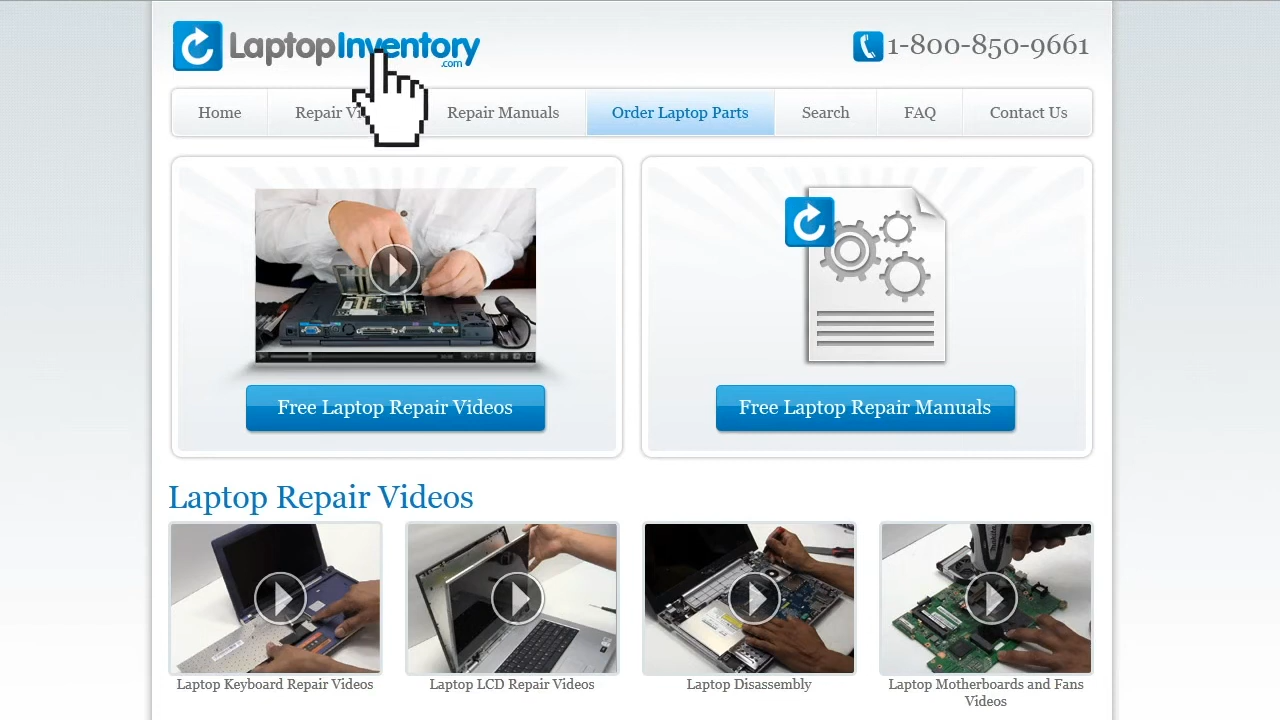 LaptopInventory
.com
1-800-850-9661
Home
Repair Vi
Repair Manuals
Order Laptop Parts
Search
FAQ
Contact Us
Free Laptop Repair Videos
Free Laptop Repair Manuals
Laptop Repair Videos
Laptop Keyboard Repair Videos
Laptop LCD Repair Videos
Laptop Disassembly
Laptop Motherboards and Fans
Videos